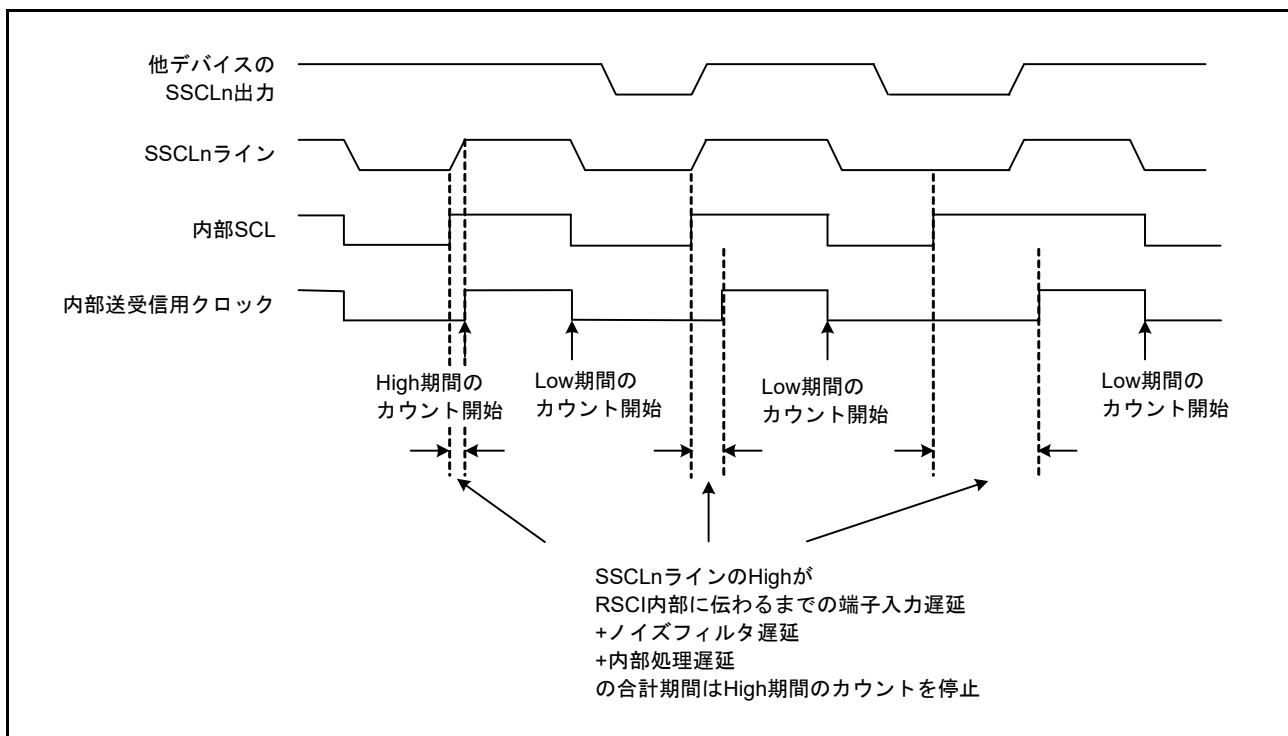 他デバイスの
SSCLn出力
SSCLnライン
内部SCL
内部送受信用クロック
High期間の
カウント開始
Low期間の
カウント開始
Low期間の
カウント開始
Low期間の
カウント開始
SSCLnラインのHighが
RSCI内部に伝わるまでの端子入力遅延
+ノイズフィルタ遅延
+内部処理遅延
の合計期間はHigh期間のカウントを停止